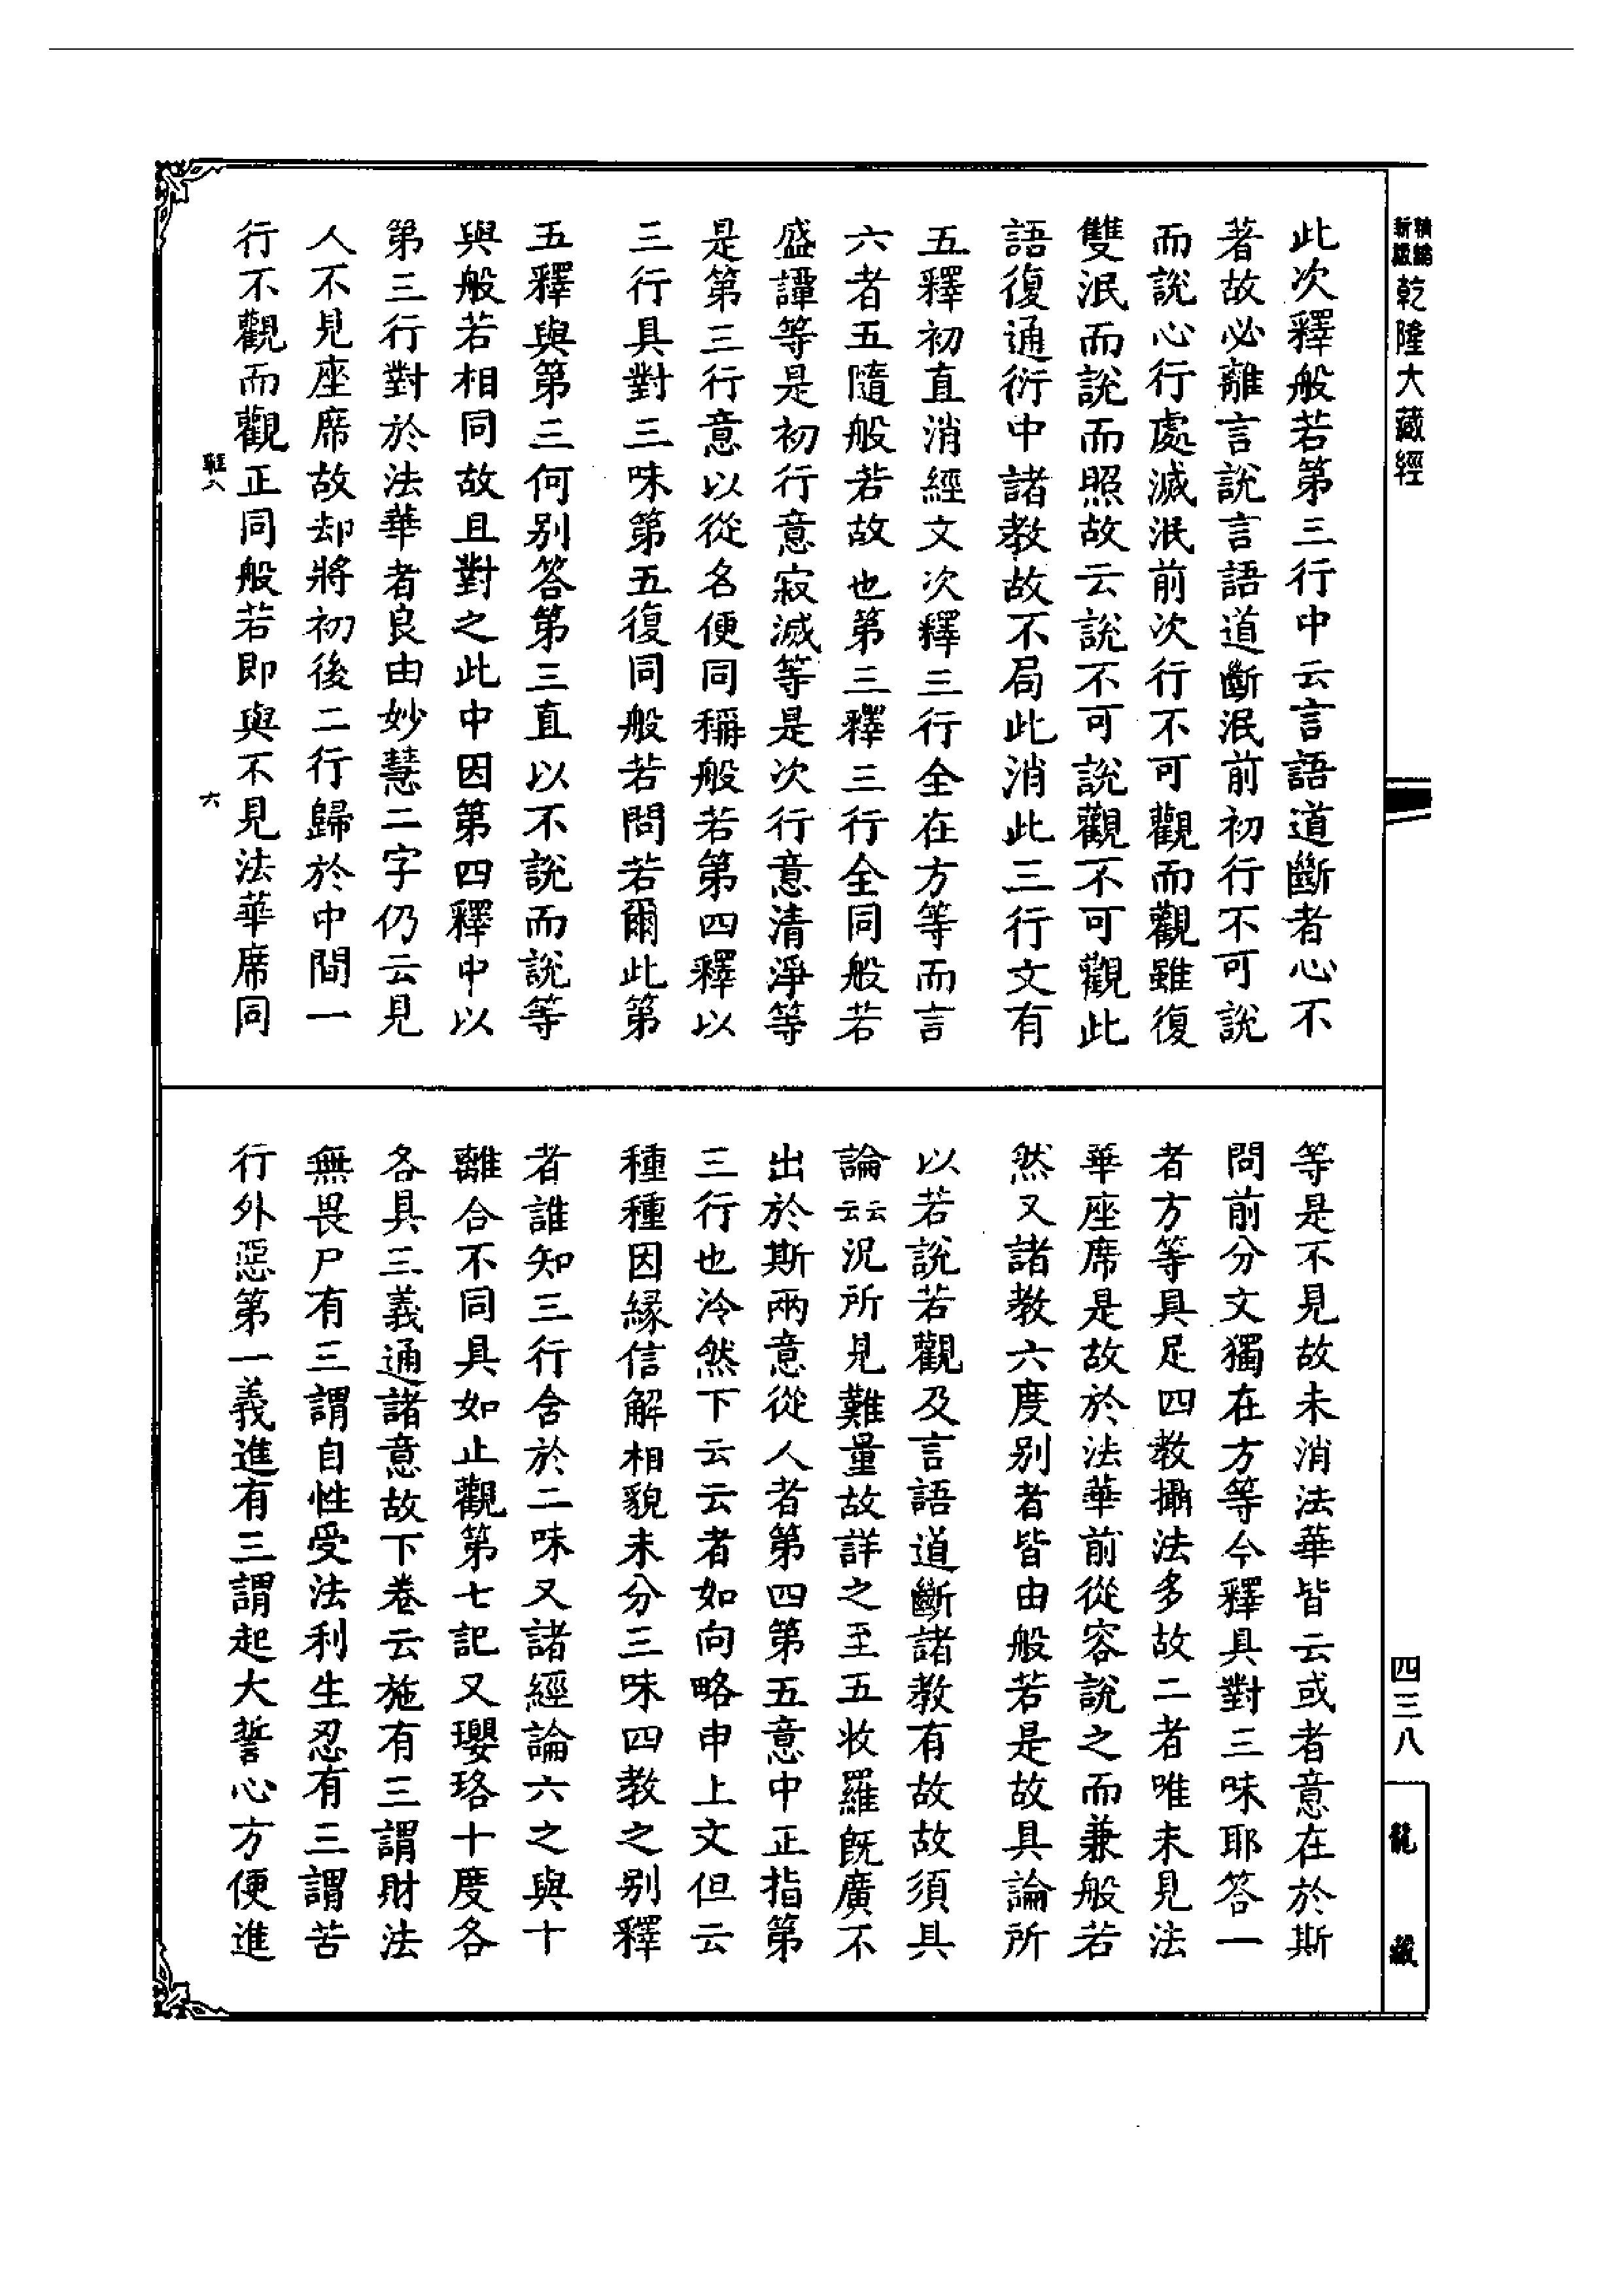 新編縮版乾隆大藏經
此次釋般若第三行中云言語道斷者心不
著故必離言說言語道斷泯前初行不可說
而說心行處滅泯前次行不可觀而觀雖復
雙泯而說而照故云說不可說觀不可觀此
語復通衍中諸教故不局此消此三行文有
五釋初直消經文次釋三行全在方等而言
六者五隨般若故也第三釋三行全同般若
盛譚等是初行意寂滅等是次行意清淨等
是第三行意以從名便同稱般若第四釋以
三行具對三味第五復同般若問若爾此第
五釋與第三何别答第三直以不說而說等
與般若相同故且對之此中因第四釋中以
第三行對於法華者良由妙慧二字仍云見
人不見座席故却將初後二行歸於中間一
行不觀而觀正同般若即與不見法華席同
六
等是不見故未消法華皆云或者意在於斯
問前分文獨在方等今釋具對三味耶答一
者方等具足四教攝法多故二者唯未見法
華座席是故於法華前從容說之而兼般若
然又諸教六度别者皆由般若是故具論所
以若說若觀及言語道斷諸教有故故須具
論云云況所見難量故詳之至五收羅既廣不
出於斯兩意從人者第四第五意中正指第
三行也泠然下云云者如向略申上文但云
種種因緣信解相貌未分三味四教之别釋
者誰知三行含於二味又諸經論六之與十
離合不同具如止觀第七記又瓔珞十度各
各具三義通諸意故下卷云施有三謂財法
無畏尸有三謂自性受法利生忍有三謂苦
行外惡第一義進有三謂起大誓心方便進
四三八
龍藏